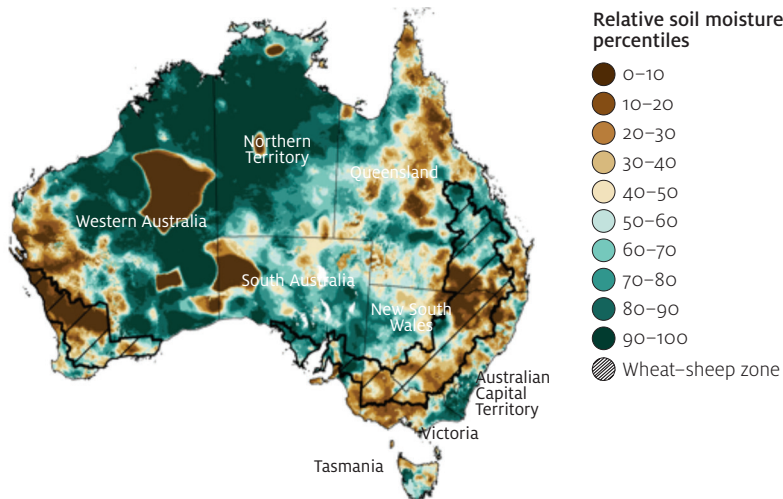 Relative soil moisture
percentiles
0–10
10–20
20–30
30–40
40–50
50–60
60–70
70–80
80–90
90–100
Wheat–sheep zone
Northern
Territory
Queensland
Western Australia
South Australia
New South
Wales
Australian
Capital
Territory
Victoria
Tasmania